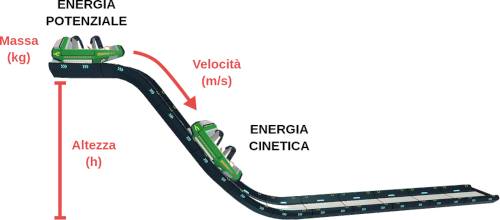 ENERGIA
POTENZIALE
Massa
(kg)
Velocità
(m/s)
Altezza
(h)
ENERGIA
CINETICA